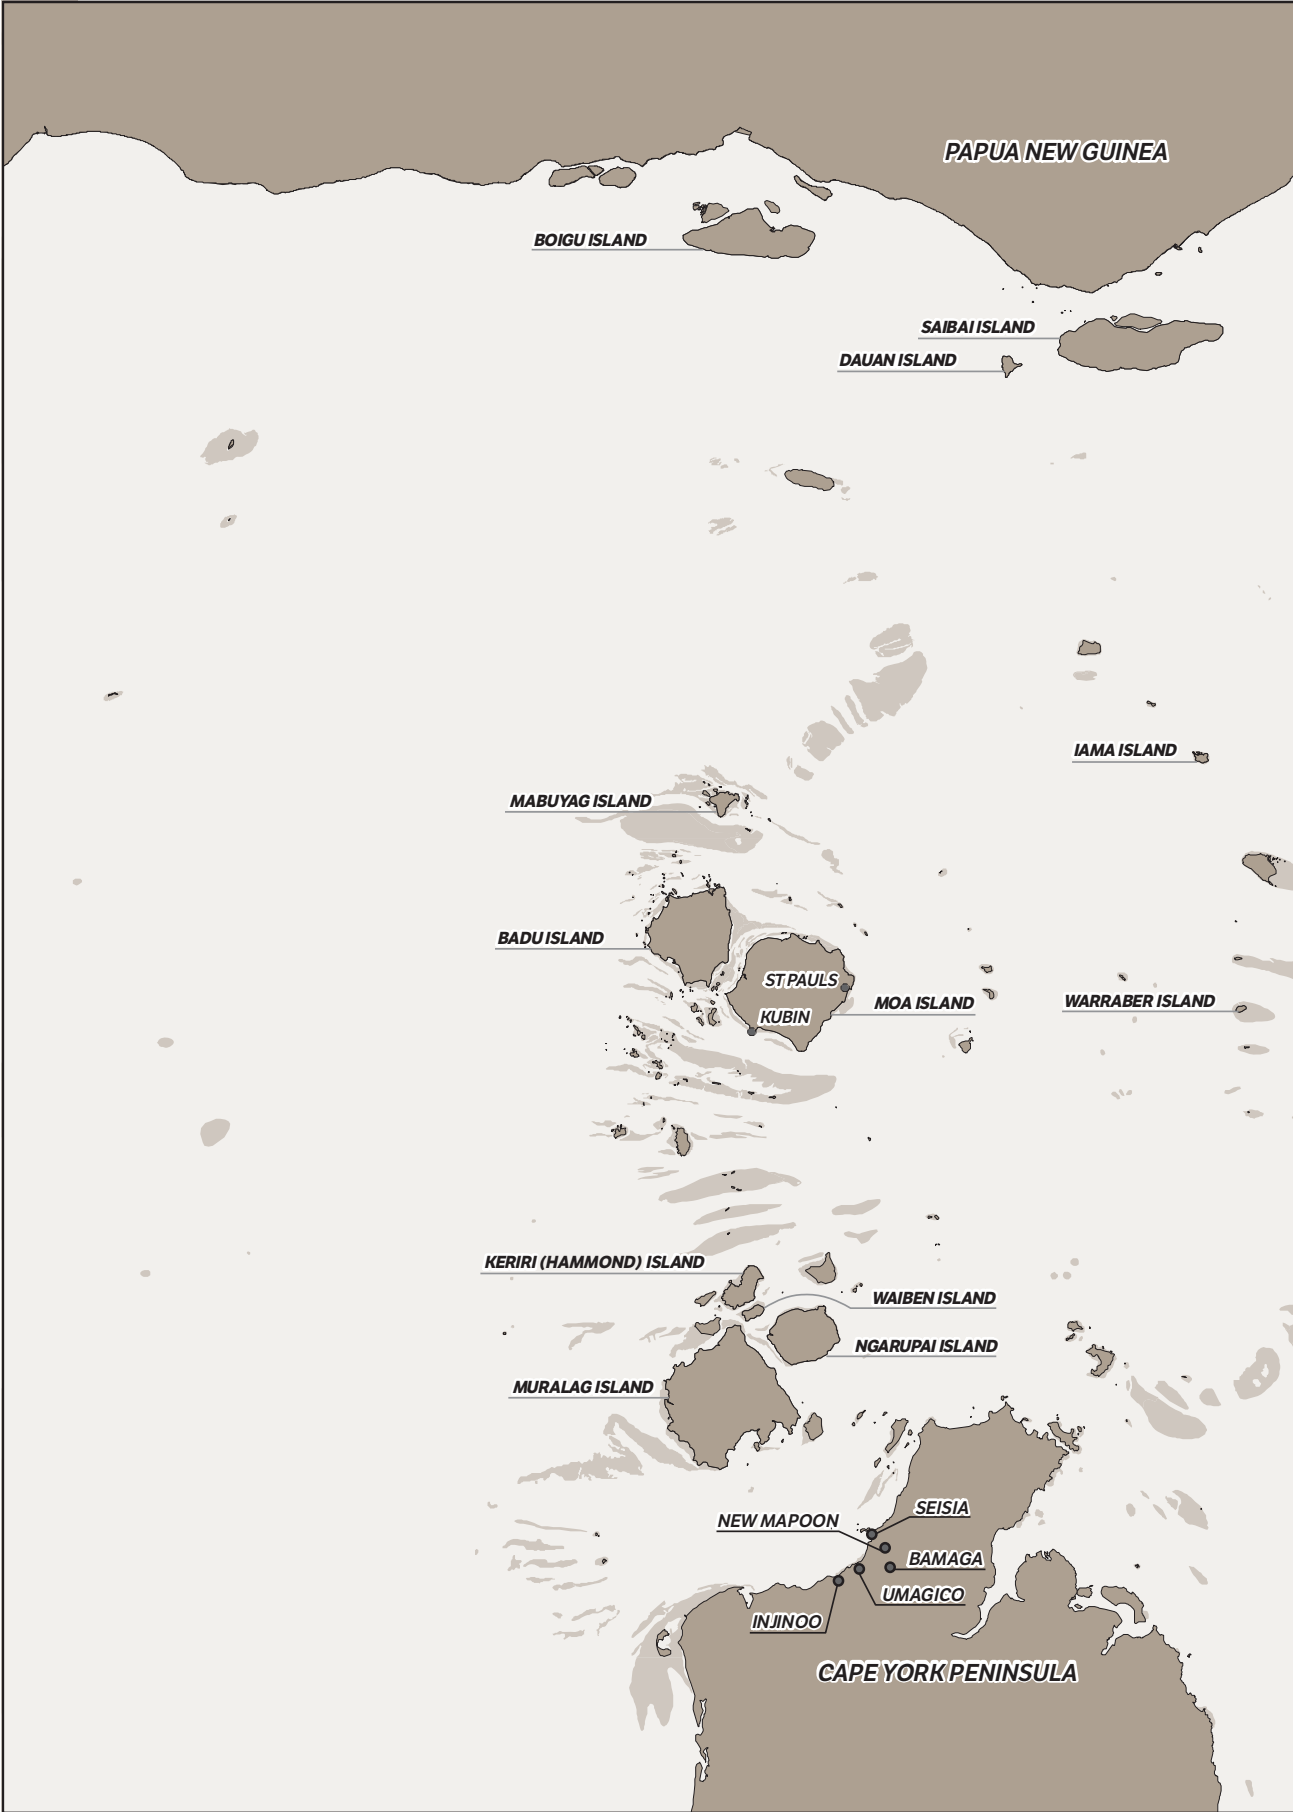 PAPUA NEW GUINEA
BOIGU ISLAND
SAIBAI ISLAND
DAUAN ISLAND
IAMA ISLAND
MABUYAG ISLAND
BADU ISLAND
ST PAULS
MOA ISLAND
WARRABER ISLAND
KUBIN
KERIRI (HAMMOND) ISLAND
WAIBEN ISLAND
NGARUPAI ISLAND
MURALAG ISLAND
SEISIA
NEW MAPOON
BAMAGA
UMAGICO
INJINOO
CAPE YORK PENINSULA